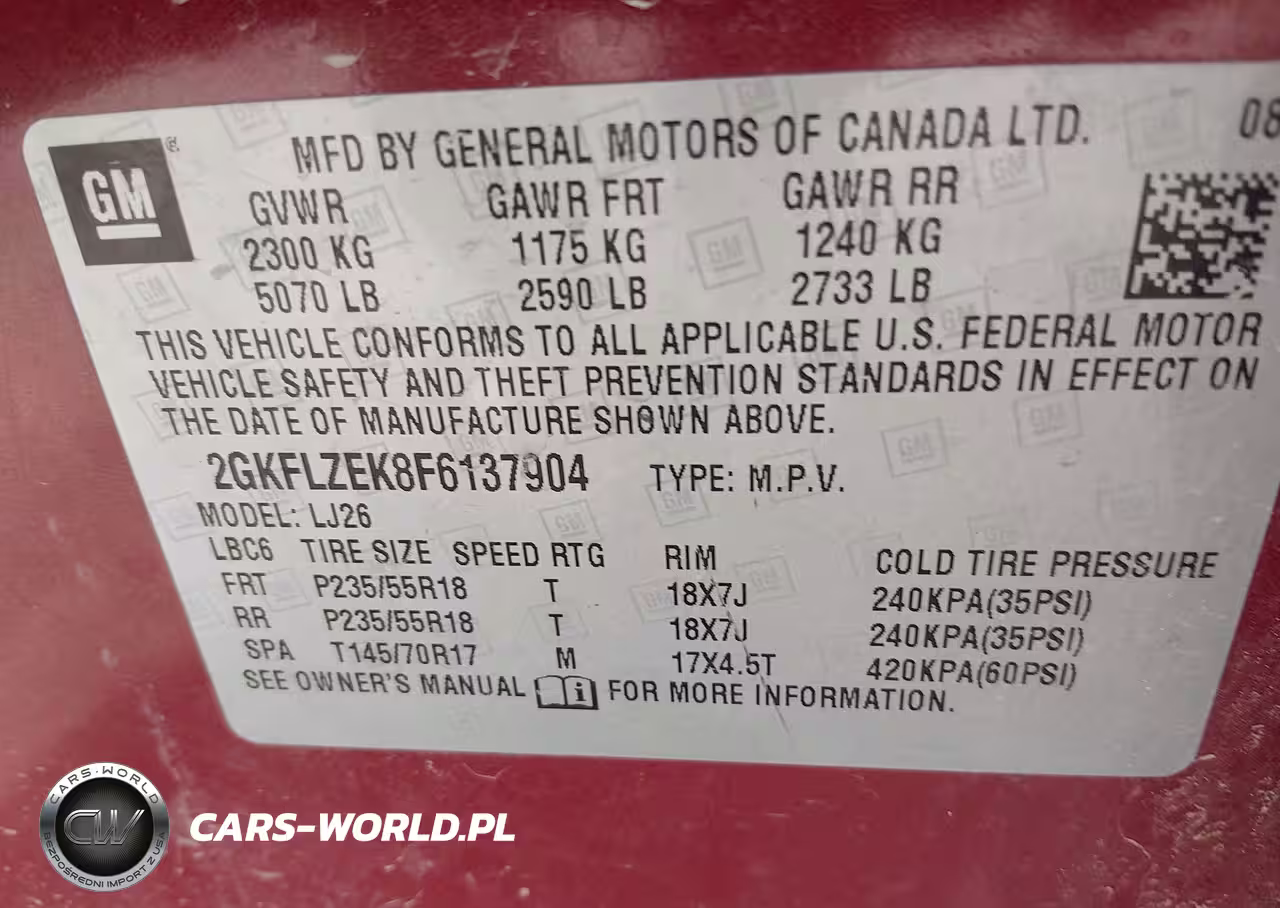 GM
MFD BY GENERAL MOTORS OF CANADA LTD. 08
GVWR GAWR FRT GAWR RR
2300 KG 1175 KG 1240 KG
5070 LB 2590 LB 2733 LB
THIS VEHICLE CONFORMS TO ALL APPLICABLE U.S. FEDERAL MOTOR
VEHICLE SAFETY AND THEFT PREVENTION STANDARDS IN EFFECT ON
THE DATE OF MANUFACTURE SHOWN ABOVE.
2GKFLZEK8F6137904 TYPE: M.P.V.
MODEL: LJ26
LBC6 TIRE SIZE SPEED RTG RIM COLD TIRE PRESSURE
FRT P235/55R18 T 18X7J 240KPA(35PSI)
RR P235/55R18 T 18X7J 240KPA(35PSI)
SPA T145/70R17 M 17X4.5T 420KPA(60PSI)
SEE OWNER'S MANUAL FOR MORE INFORMATION.
CARS-WORLD
CW
BEZPOŚREDNI IMPORT Z USA
CARS-WORLD.PL